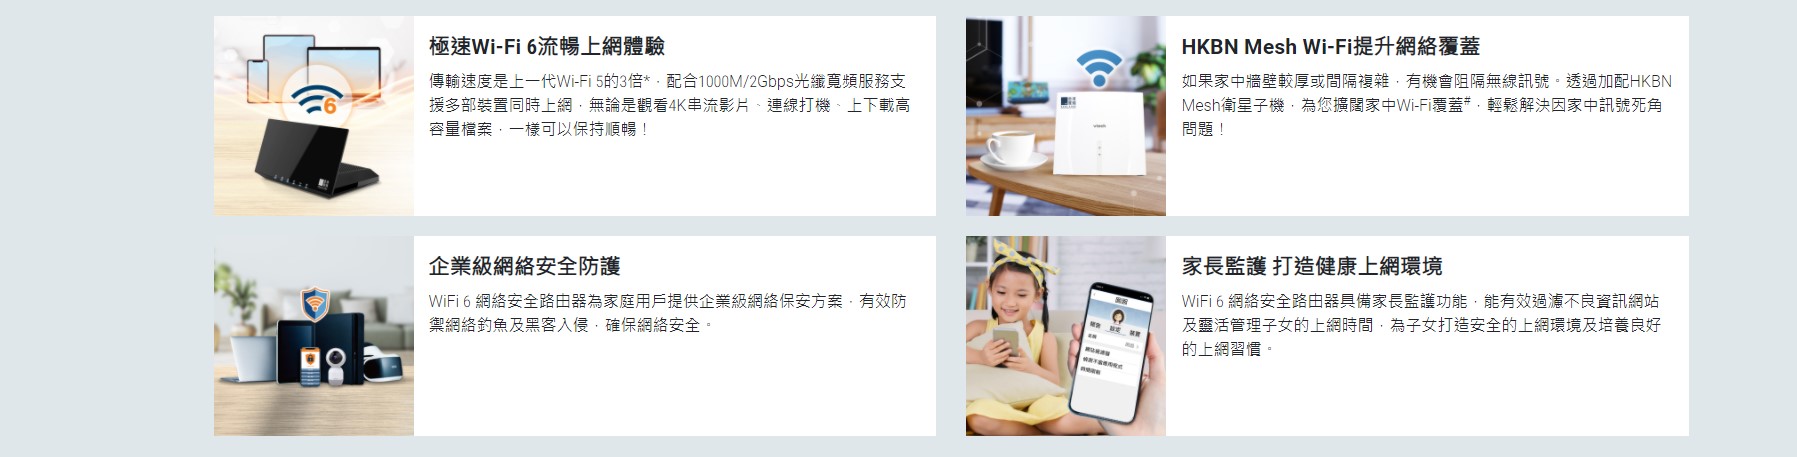 極速Wi-Fi 6流暢上網體驗
傳輸速度是上一代Wi-Fi 5的3倍*，配合1000M/2Gbps光纖寬頻服務支
援多部裝置同時上網，無論是觀看4K串流影片、連線打機、上下載高
容量檔案，一樣可以保持順暢！
6
HKBN Mesh Wi-Fi提升網絡覆蓋
如果家中牆壁較厚或間隔複雜，有機會阻隔無線訊號。透過加配HKBN
Mesh衛星子機，為您擴闊家中Wi-Fi覆蓋#，輕鬆解決因家中訊號死角
問題！
vtech
企業級網絡安全防護
WiFi 6 網絡安全路由器為家庭用戶提供企業級網絡保安方案，有效防
禦網絡釣魚及黑客入侵，確保網絡安全。
家長監護 打造健康上網環境
WiFi 6 網絡安全路由器具備家長監護功能，能有效過濾不良資訊網站
及靈活管理子女的上網時間，為子女打造安全的上網環境及培養良好
的上網習慣。